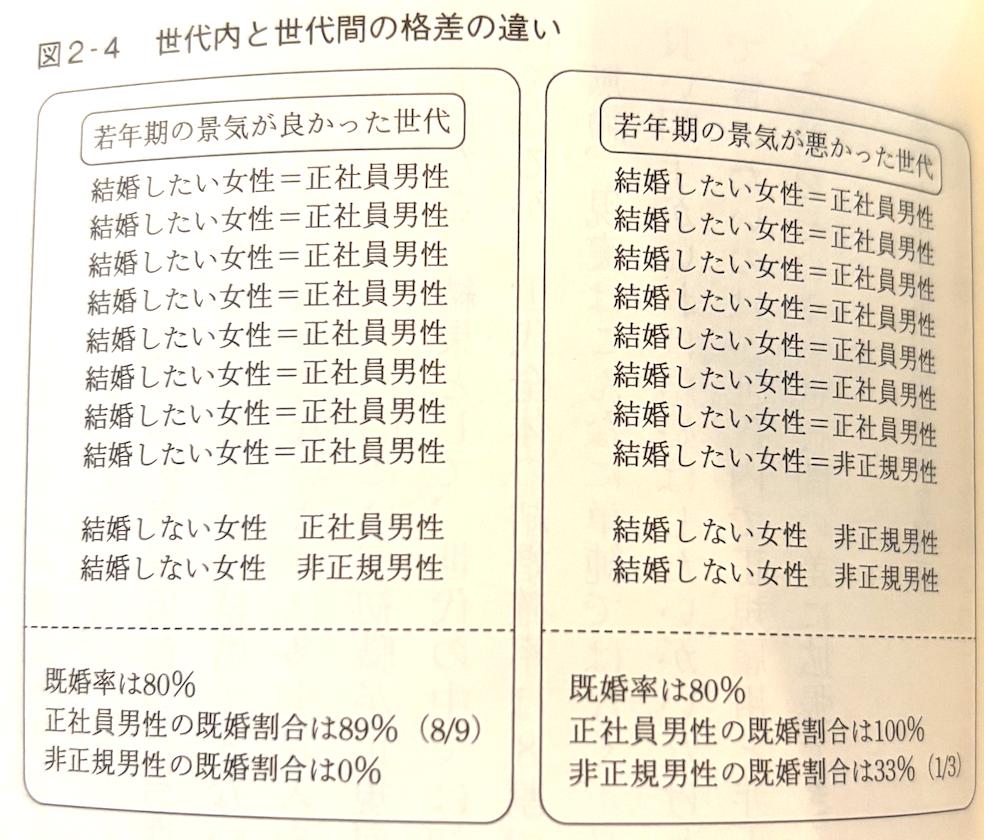 図2-4　世代内と世代間の格差の違い
若年期の景気が良かった世代
結婚したい女性＝正社員男性
結婚したい女性＝正社員男性
結婚したい女性＝正社員男性
結婚したい女性＝正社員男性
結婚したい女性＝正社員男性
結婚したい女性＝正社員男性
結婚したい女性＝正社員男性
結婚したい女性＝正社員男性
結婚しない女性　正社員男性
結婚しない女性　非正規男性
既婚率は80%
正社員男性の既婚割合は89%（8/9）
非正規男性の既婚割合は0%
若年期の景気が悪かった世代
結婚したい女性＝正社員男性
結婚したい女性＝正社員男性
結婚したい女性＝正社員男性
結婚したい女性＝正社員男性
結婚したい女性＝正社員男性
結婚したい女性＝正社員男性
結婚したい女性＝正社員男性
結婚したい女性＝非正規男性
結婚しない女性　非正規男性
結婚しない女性　非正規男性
既婚率は80%
正社員男性の既婚割合は100%
非正規男性の既婚割合は33%（1/3）